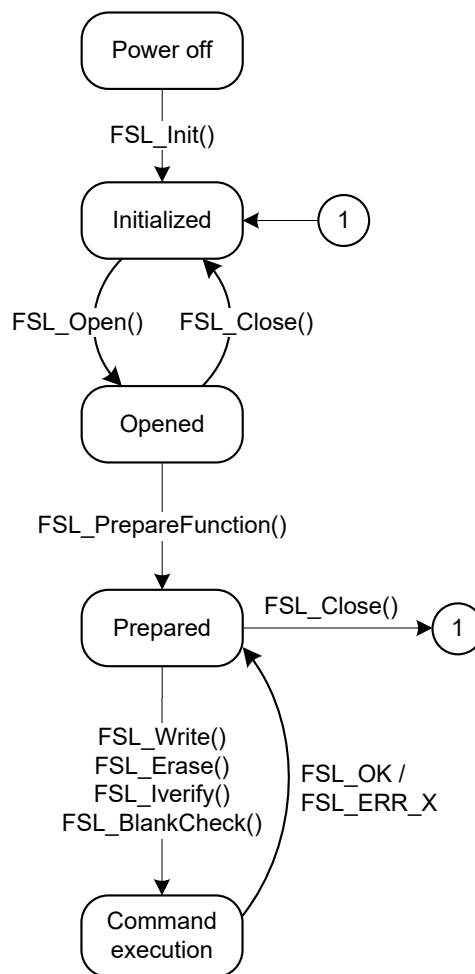 Power off
FSL_Init()
Initialized
1
FSL_Open()
FSL_Close()
Opened
FSL_PrepareFunction()
Prepared
FSL_Close()
1
FSL_Write()
FSL_Erase()
FSL_Iverify()
FSL_BlankCheck()
FSL_OK /
FSL_ERR_X
Command
execution